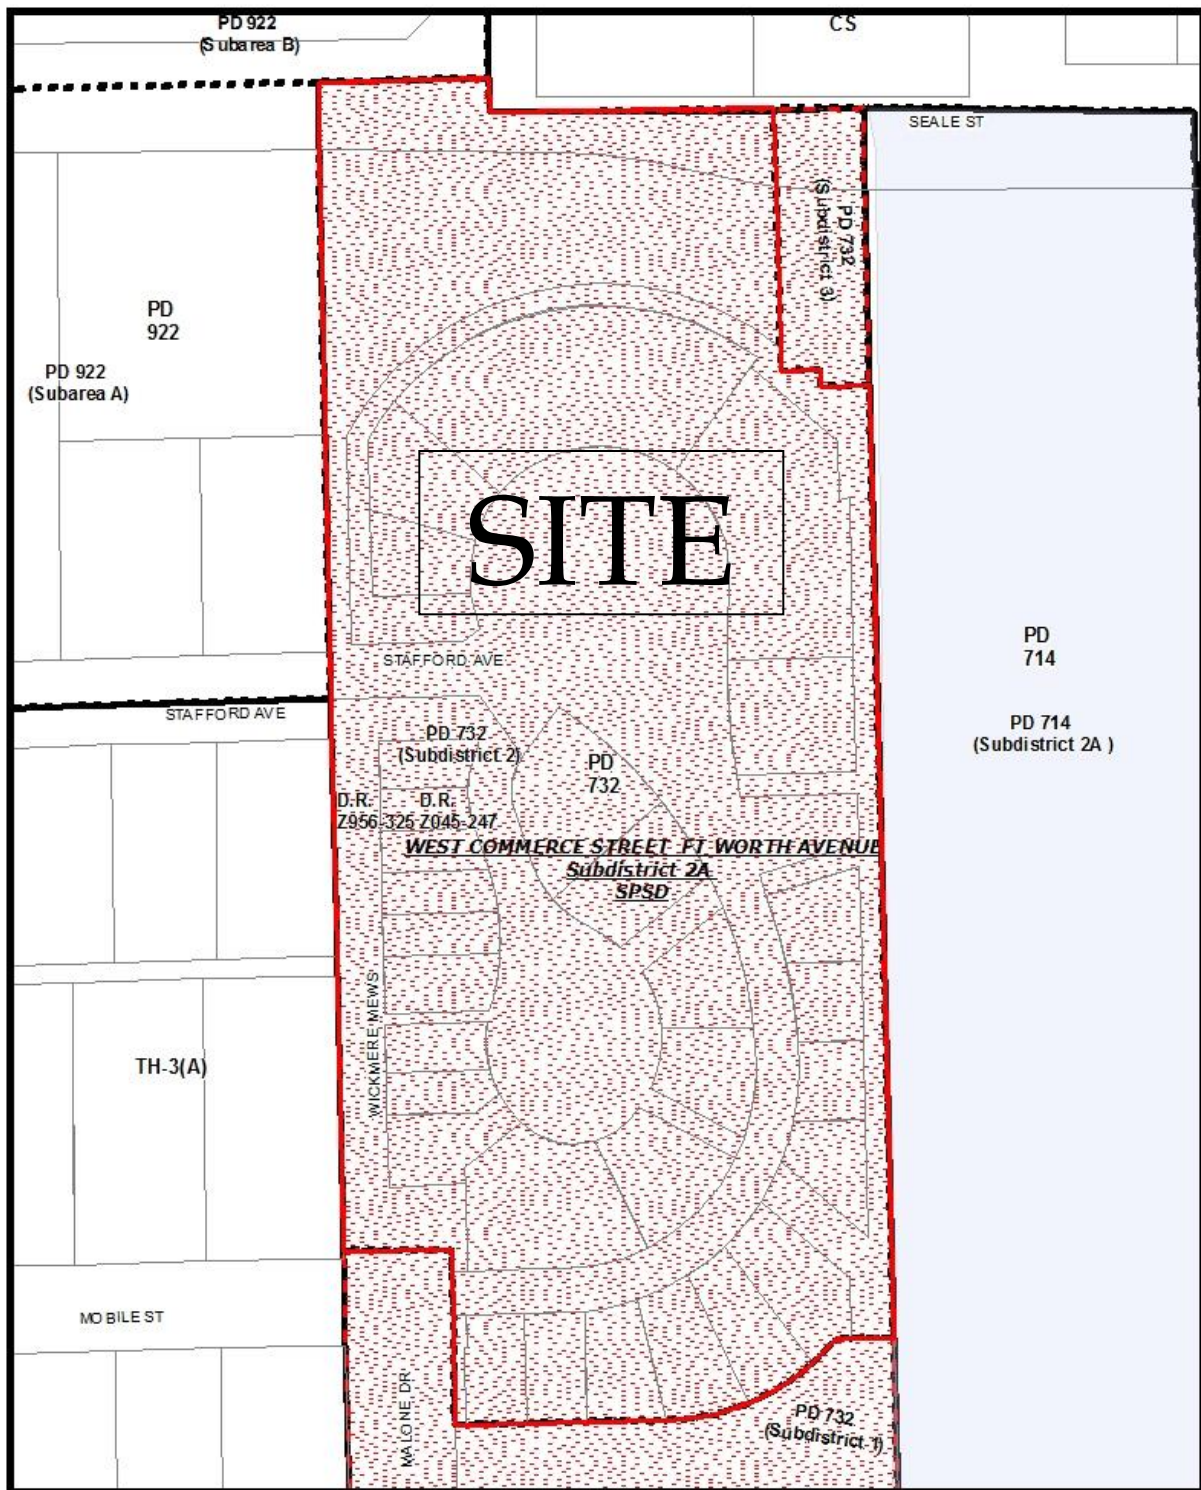 PD 922
(Subarea B)
CS
SEALE ST
PD 732
(Subdistrict 3)
PD
922
PD 922
(Subarea A)
SITE
STAFFORD AVE
PD
714
STAFFORD AVE
PD 714
(Subdistrict 2A )
PD 732
(Subdistrict 2)
PD
732
D.R.
Z956-325
D.R.
Z045-247
WEST COMMERCE STREET FT WORTH AVENUE
Subdistrict 2A
SPSD
WICKMERE MEWS
TH-3(A)
MOBILE ST
MALONE DR
PD 732
(Subdistrict 1)